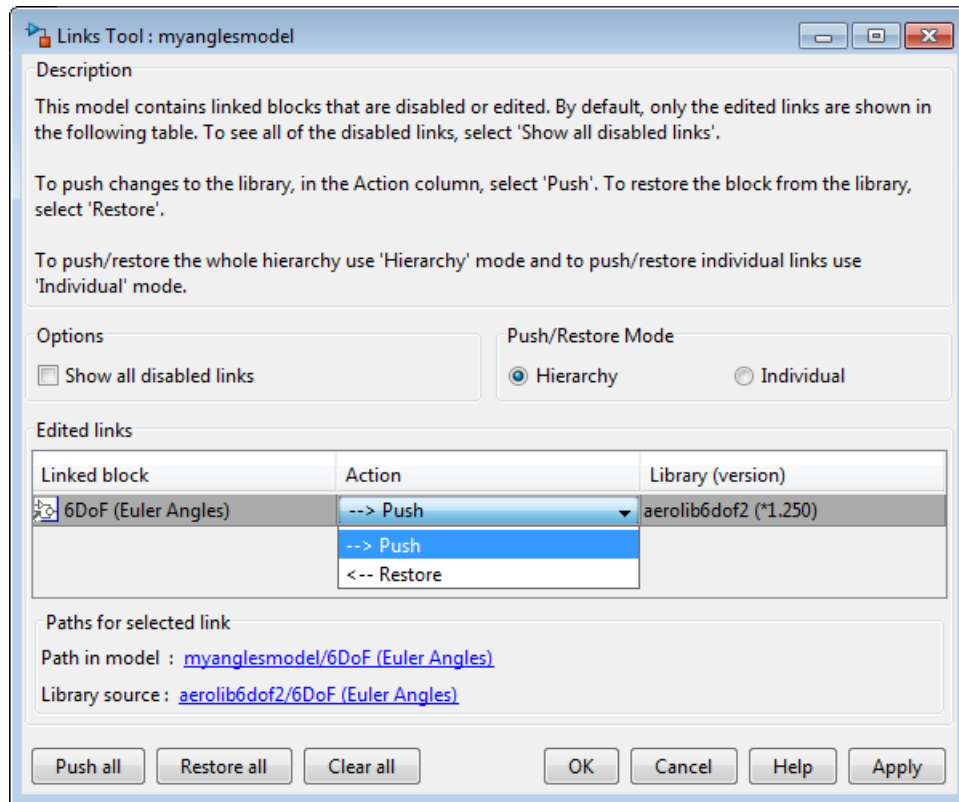 Links Tool : myanglesmodel
Description
This model contains linked blocks that are disabled or edited. By default, only the edited links are shown in
the following table. To see all of the disabled links, select 'Show all disabled links'.
To push changes to the library, in the Action column, select 'Push'. To restore the block from the library,
select 'Restore'.
To push/restore the whole hierarchy use 'Hierarchy' mode and to push/restore individual links use
'Individual' mode.
Options
Push/Restore Mode
Show all disabled links
Hierarchy
Individual
Edited links
Linked block
Action
Library (version)
6DoF (Euler Angles)
--> Push
aerolib6dof2 (*1.250)
--> Push
<-- Restore
Paths for selected link
Path in model : myanglesmodel/6DoF (Euler Angles)
Library source : aerolib6dof2/6DoF (Euler Angles)
Push all
Restore all
Clear all
OK
Cancel
Help
Apply